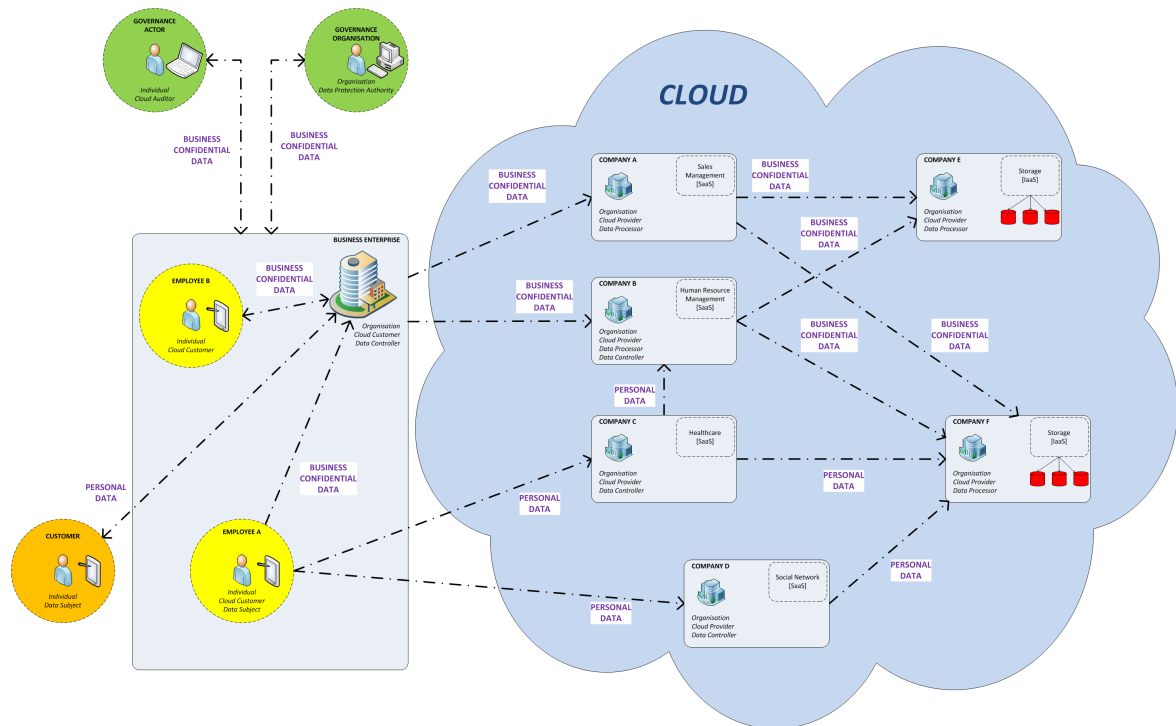 GOVERNANCE
ACTOR
Individual
Cloud Auditor
GOVERNANCE
ORGANISATION
Organisation
Data Protection Authority
BUSINESS
CONFIDENTIAL
DATA
BUSINESS
CONFIDENTIAL
DATA
BUSINESS ENTERPRISE
Organisation
Cloud Customer
Data Controller
EMPLOYEE B
Individual
Cloud Customer
BUSINESS
CONFIDENTIAL
DATA
BUSINESS
CONFIDENTIAL
DATA
PERSONAL
DATA
CUSTOMER
Individual
Data Subject
EMPLOYEE A
Individual
Cloud Customer
Data Subject
CLOUD
BUSINESS
CONFIDENTIAL
DATA
BUSINESS
CONFIDENTIAL
DATA
PERSONAL
DATA
PERSONAL
DATA
COMPANY A
Sales
Management
[SaaS]
Organisation
Cloud Provider
Data Processor
BUSINESS
CONFIDENTIAL
DATA
BUSINESS
CONFIDENTIAL
DATA
COMPANY E
Storage
[IaaS]
Organisation
Cloud Provider
Data Processor
COMPANY B
Human Resource
Management
[SaaS]
Organisation
Cloud Provider
Data Processor
Data Controller
BUSINESS
CONFIDENTIAL
DATA
BUSINESS
CONFIDENTIAL
DATA
PERSONAL
DATA
COMPANY C
Healthcare
[SaaS]
Organisation
Cloud Provider
Data Controller
PERSONAL
DATA
COMPANY F
Storage
[IaaS]
Organisation
Cloud Provider
Data Processor
COMPANY D
Social Network
[SaaS]
Organisation
Cloud Provider
Data Controller
PERSONAL
DATA